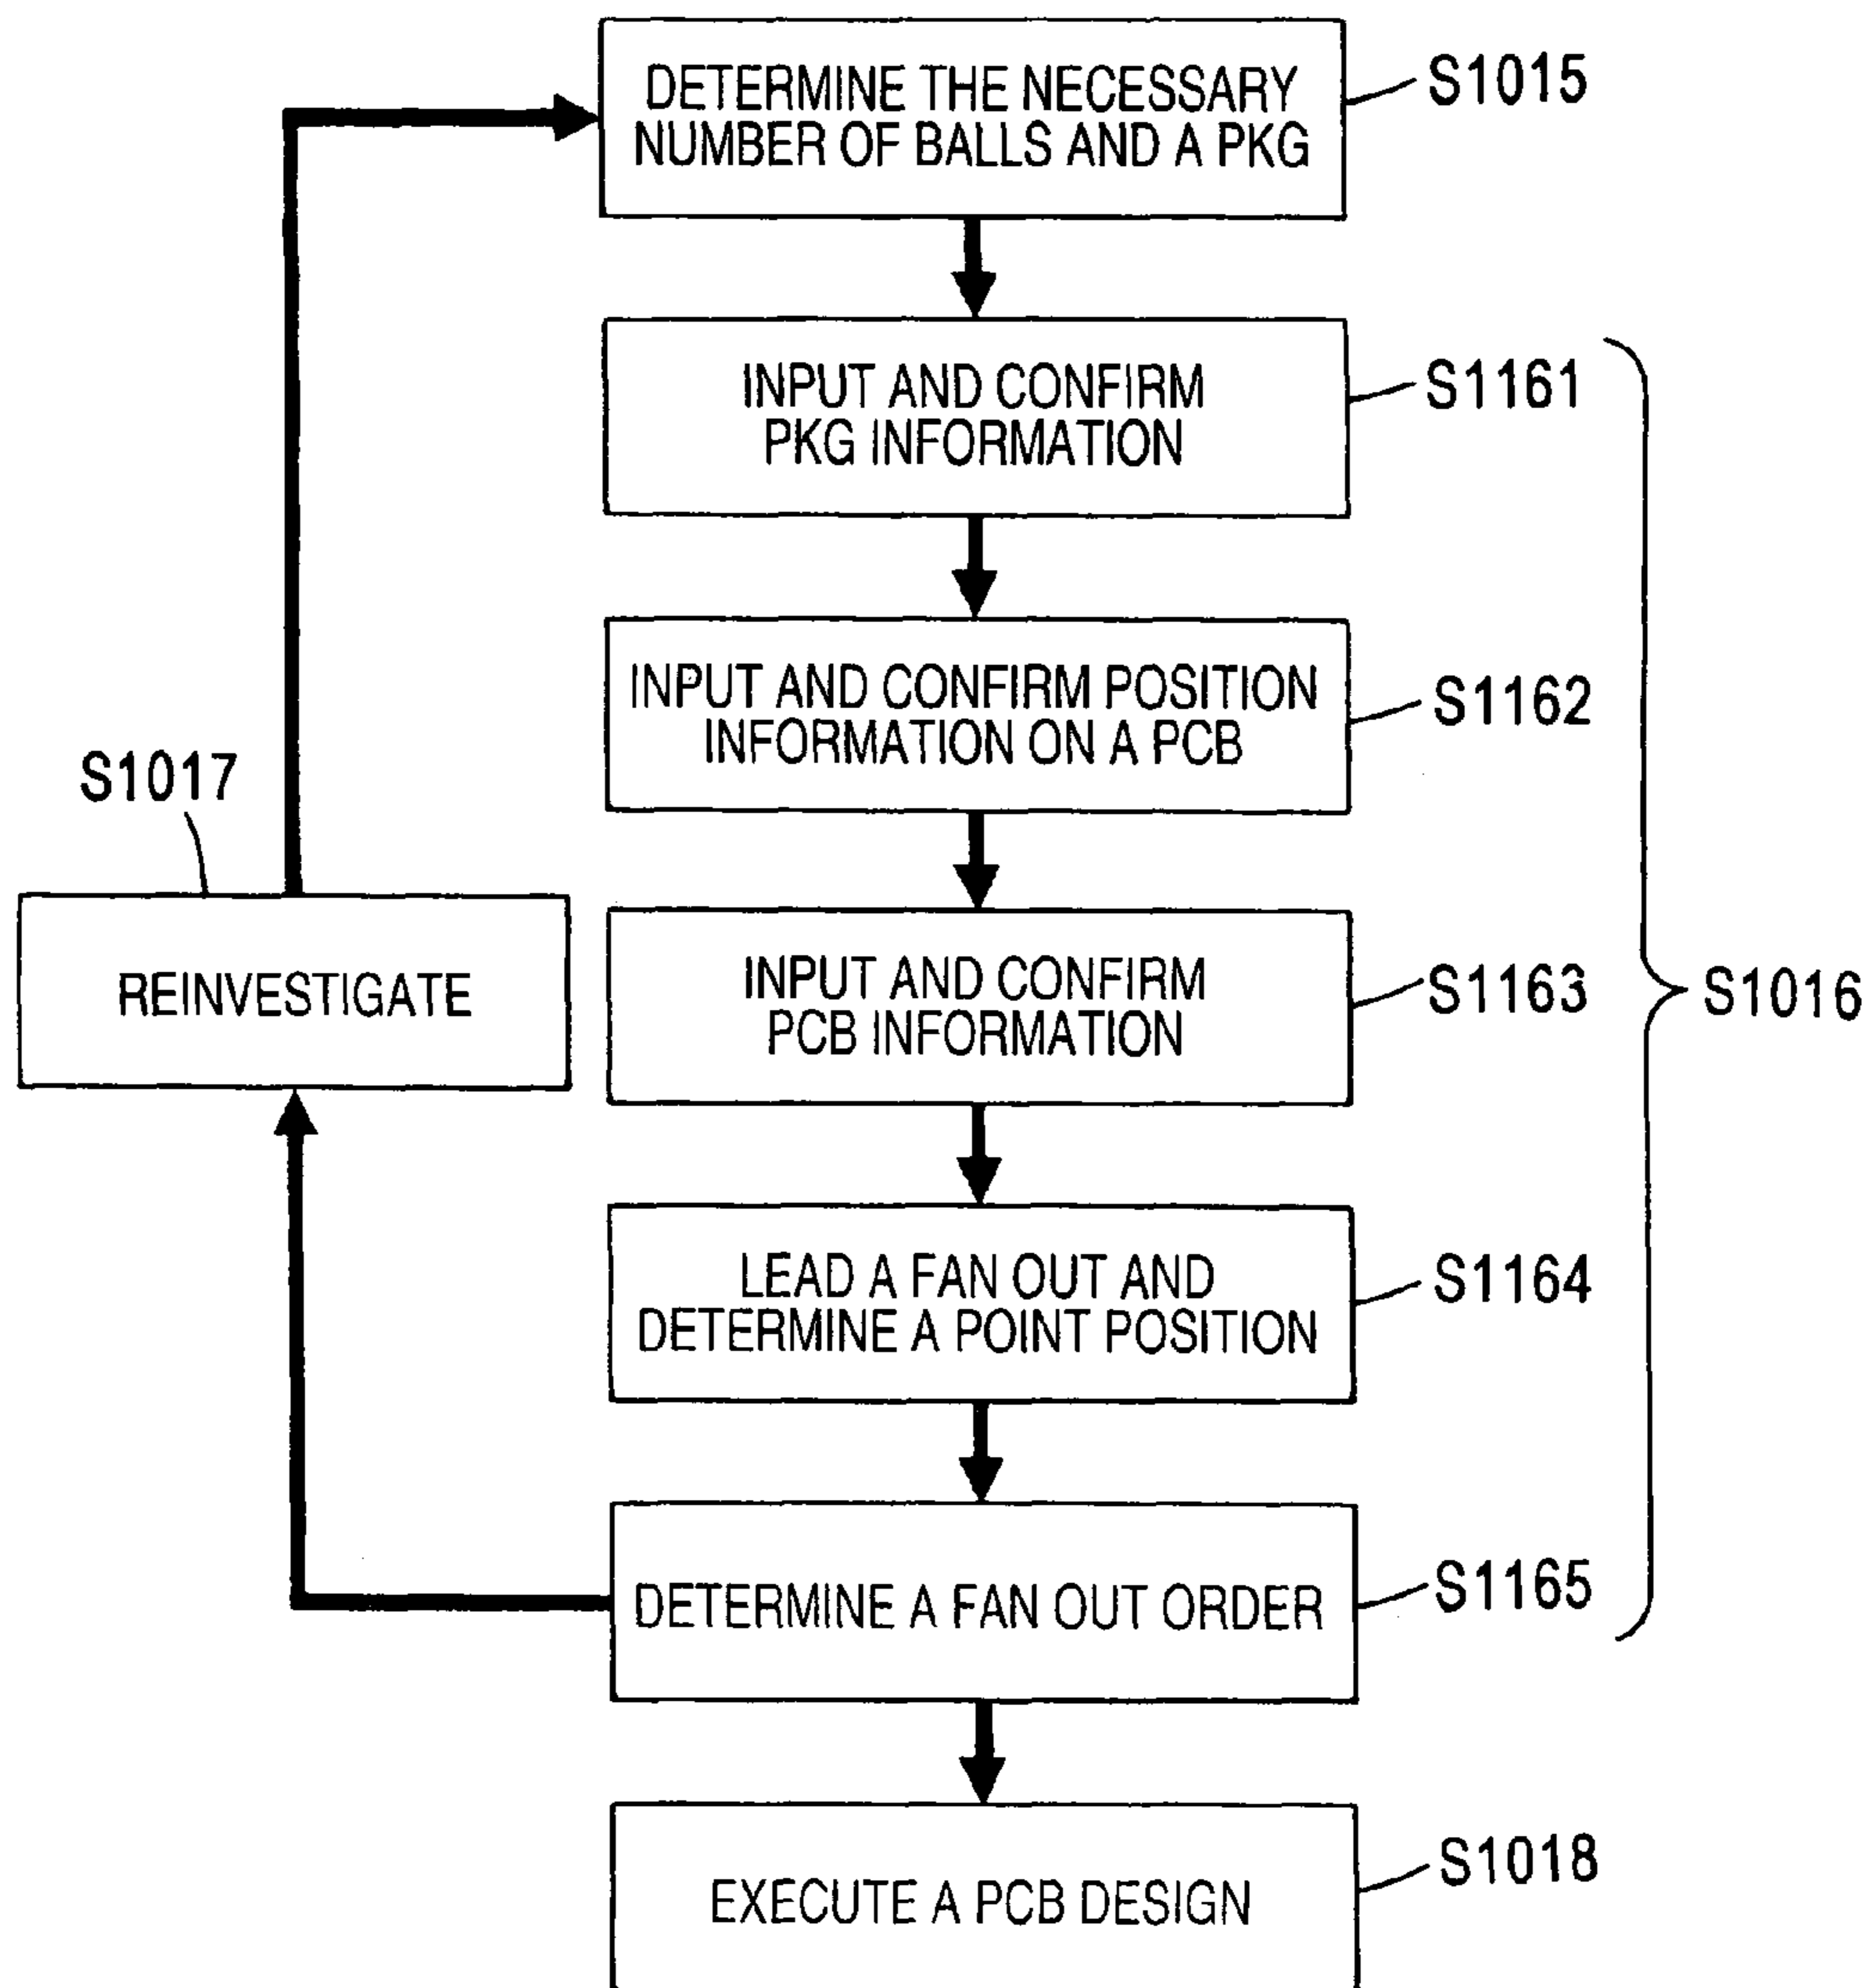 DETERMINE THE NECESSARY
NUMBER OF BALLS AND A PKG
S1015
INPUT AND CONFIRM
PKG INFORMATION
S1161
INPUT AND CONFIRM POSITION
INFORMATION ON A PCB
S1162
S1017
REINVESTIGATE
INPUT AND CONFIRM
PCB INFORMATION
S1163
S1016
LEAD A FAN OUT AND
DETERMINE A POINT POSITION
S1164
DETERMINE A FAN OUT ORDER
S1165
EXECUTE A PCB DESIGN
S1018